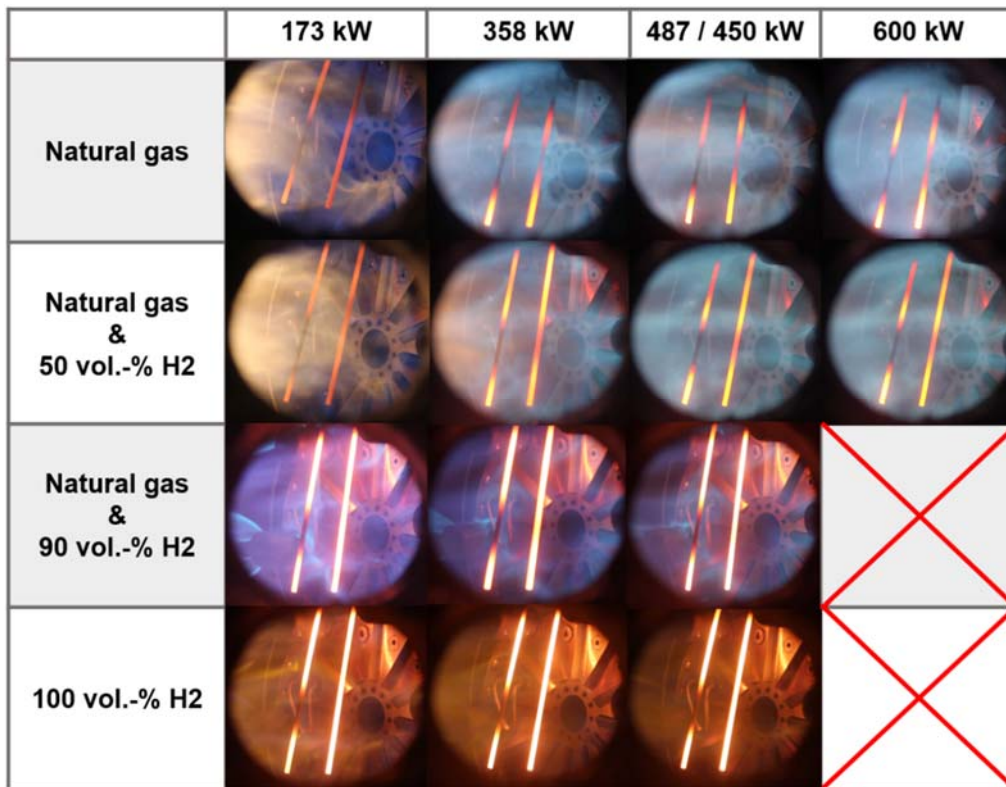 173 kW
358 kW
487 / 450 kW
600 kW
Natural gas
Natural gas
&
50 vol.-% H2
Natural gas
&
90 vol.-% H2
100 vol.-% H2